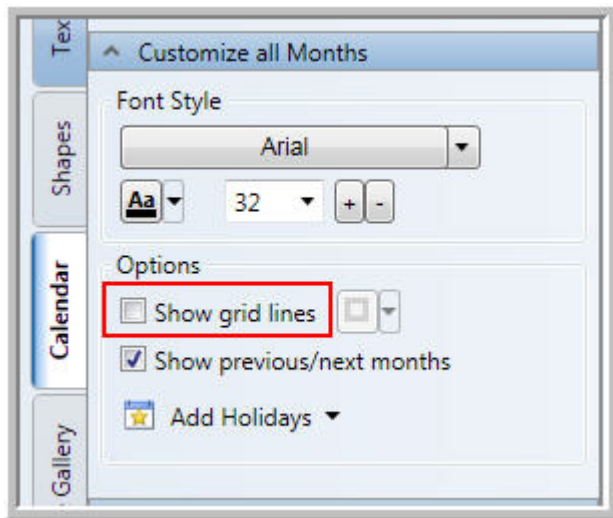 Tex
Customize all Months
Font Style
Arial
Aa 32 + -
Shapes
Options
Show grid lines
Calendar
Show previous/next months
Add Holidays
Gallery